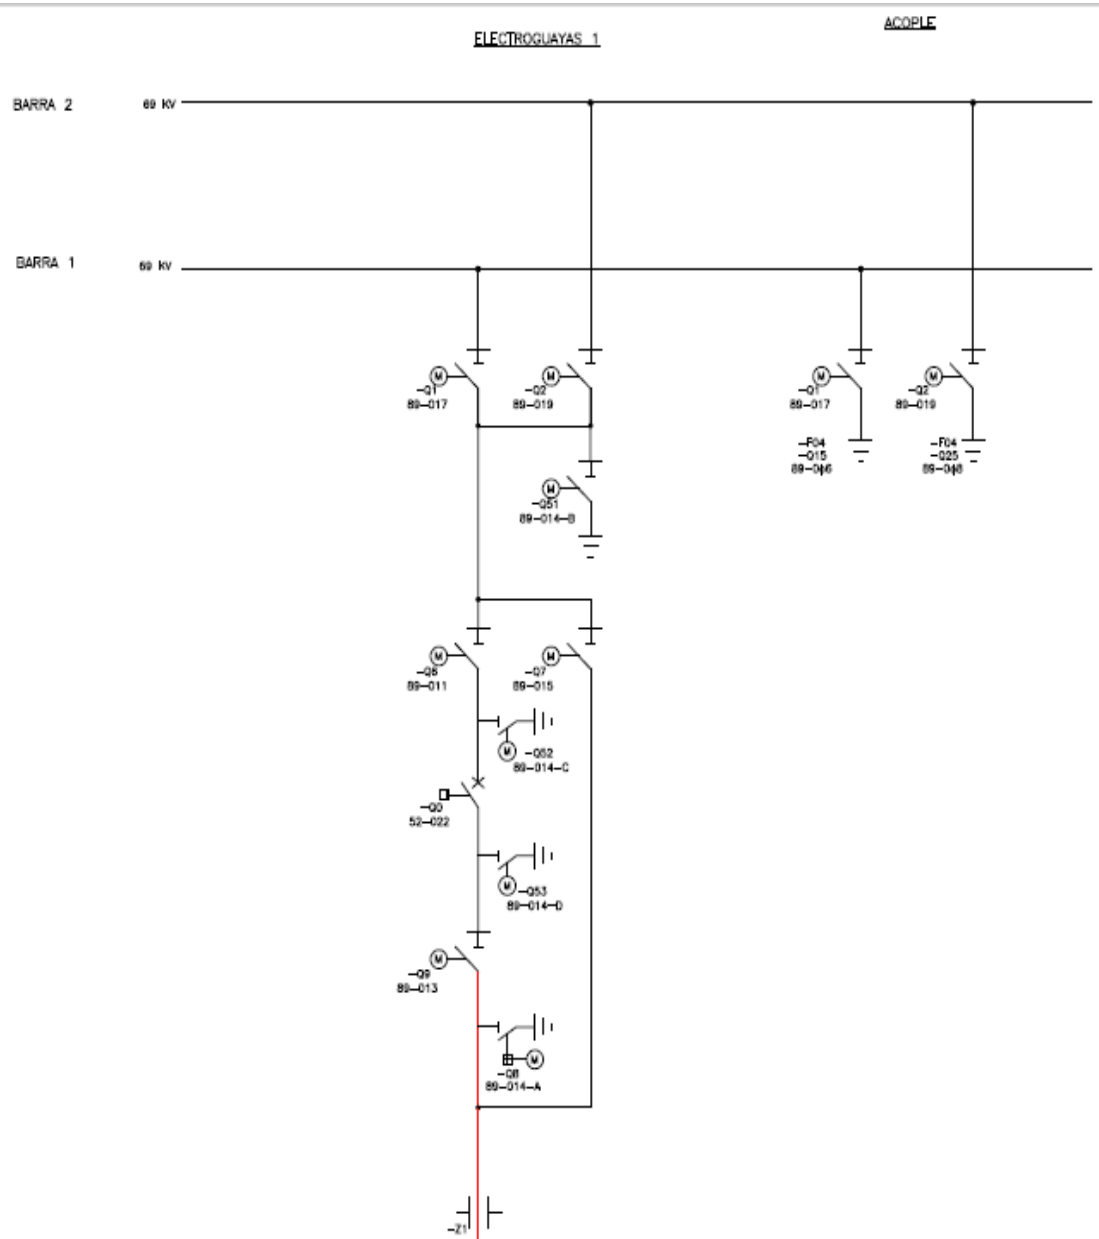 ELECTROGUAYAS 1
ACOPLE
BARRA 2
69 KV
BARRA 1
69 KV
M
-Q1
89-017
M
-Q2
89-019
M
-Q1
89-017
M
-Q2
89-019
-F04
-Q15
-F04
-Q25
M
-Q51
89-014-B
M
-Q6
89-011
M
-Q7
89-015
M
-Q52
89-014-C
-Q0
52-022
M
-Q53
89-014-D
M
-Q9
89-013
M
-Q8
89-014-A
-Z1